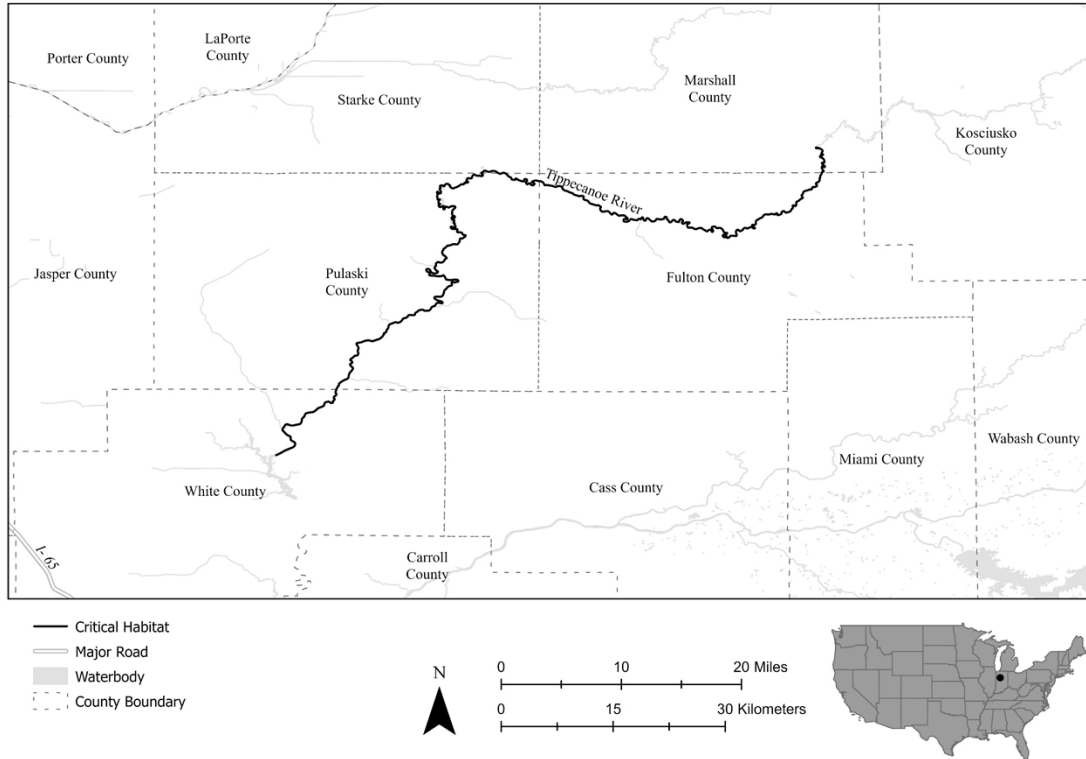 LaPorte
County
Porter County
Starke County
Marshall
County
Kosciusko
County
Tippecanoe River
Jasper County
Pulaski
County
Fulton County
Wabash County
Miami County
White County
Cass County
I- 65
Carroll
County
Critical Habitat
Major Road
Waterbody
County Boundary
N
0 10 20 Miles
0 15 30 Kilometers